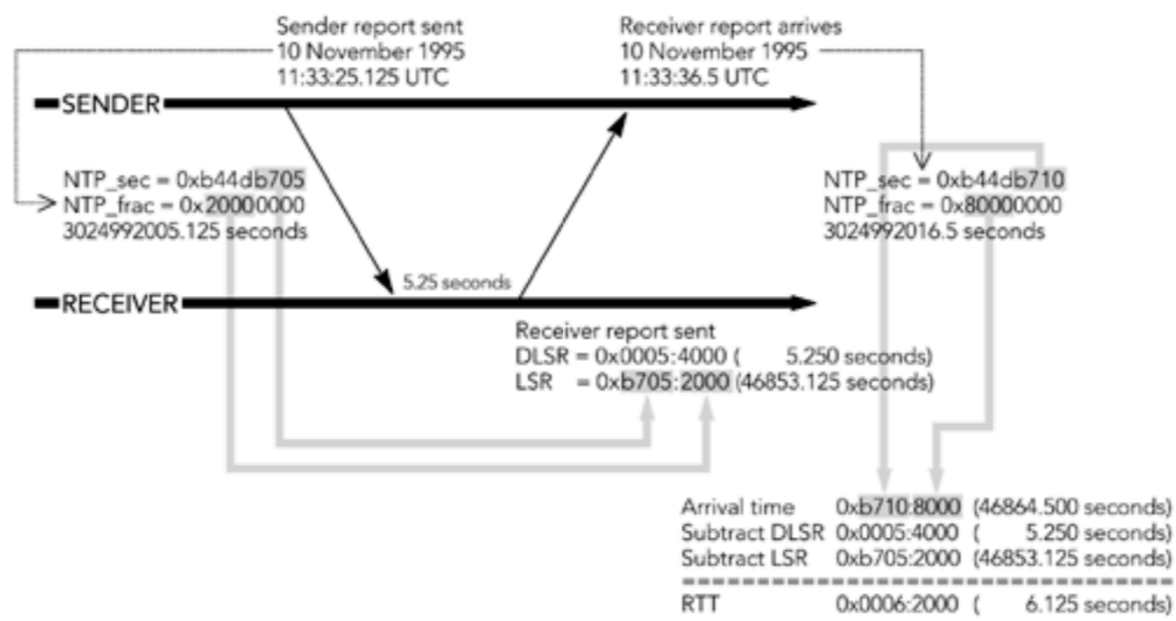 Sender report sent
10 November 1995
11:33:25.125 UTC
Receiver report arrives
10 November 1995
11:33:36.5 UTC
SENDER
NTP_sec = 0xb44db705
NTP_frac = 0x20000000
3024992005.125 seconds
NTP_sec = 0xb44db710
NTP_frac = 0x80000000
3024992016.5 seconds
5.25 seconds
RECEIVER
Receiver report sent
DLSR = 0x0005:4000 ( 5.250 seconds)
LSR = 0xb705:2000 (46853.125 seconds)
Arrival time 0xb710:8000 (46864.500 seconds)
Subtract DLSR 0x0005:4000 ( 5.250 seconds)
Subtract LSR 0xb705:2000 (46853.125 seconds)
RTT 0x0006:2000 ( 6.125 seconds)